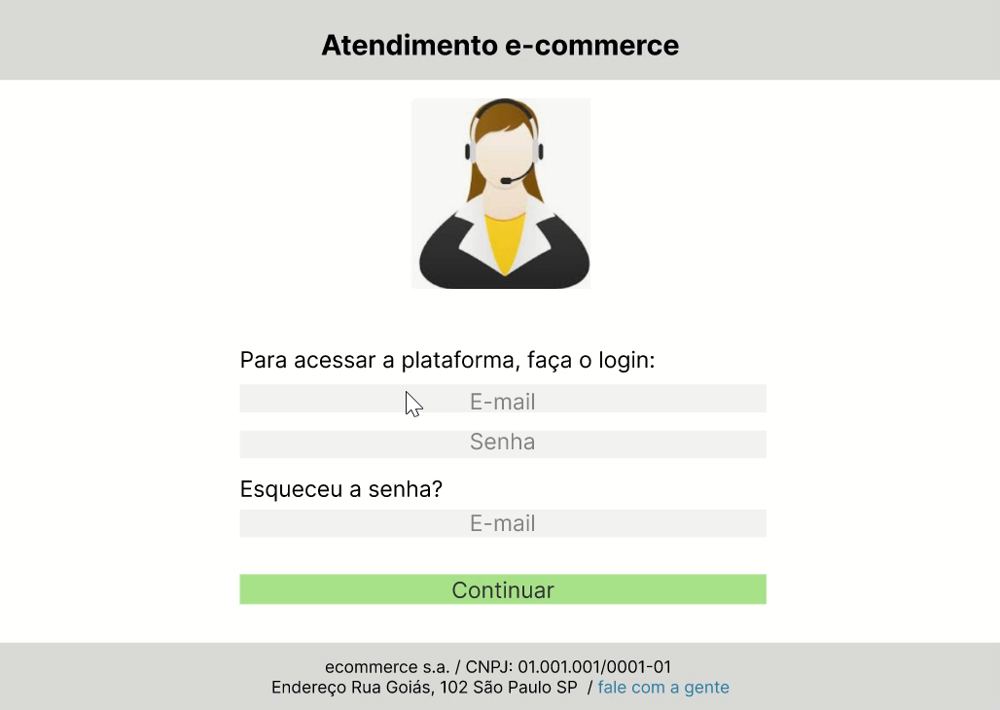 Atendimento e-commerce
Para acessar a plataforma, faça o login:
E-mail
Senha
Esqueceu a senha?
E-mail
Continuar
ecommerce s.a. / CNPJ: 01.001.001/0001-01
Endereço Rua Goiás, 102 São Paulo SP / fale com a gente